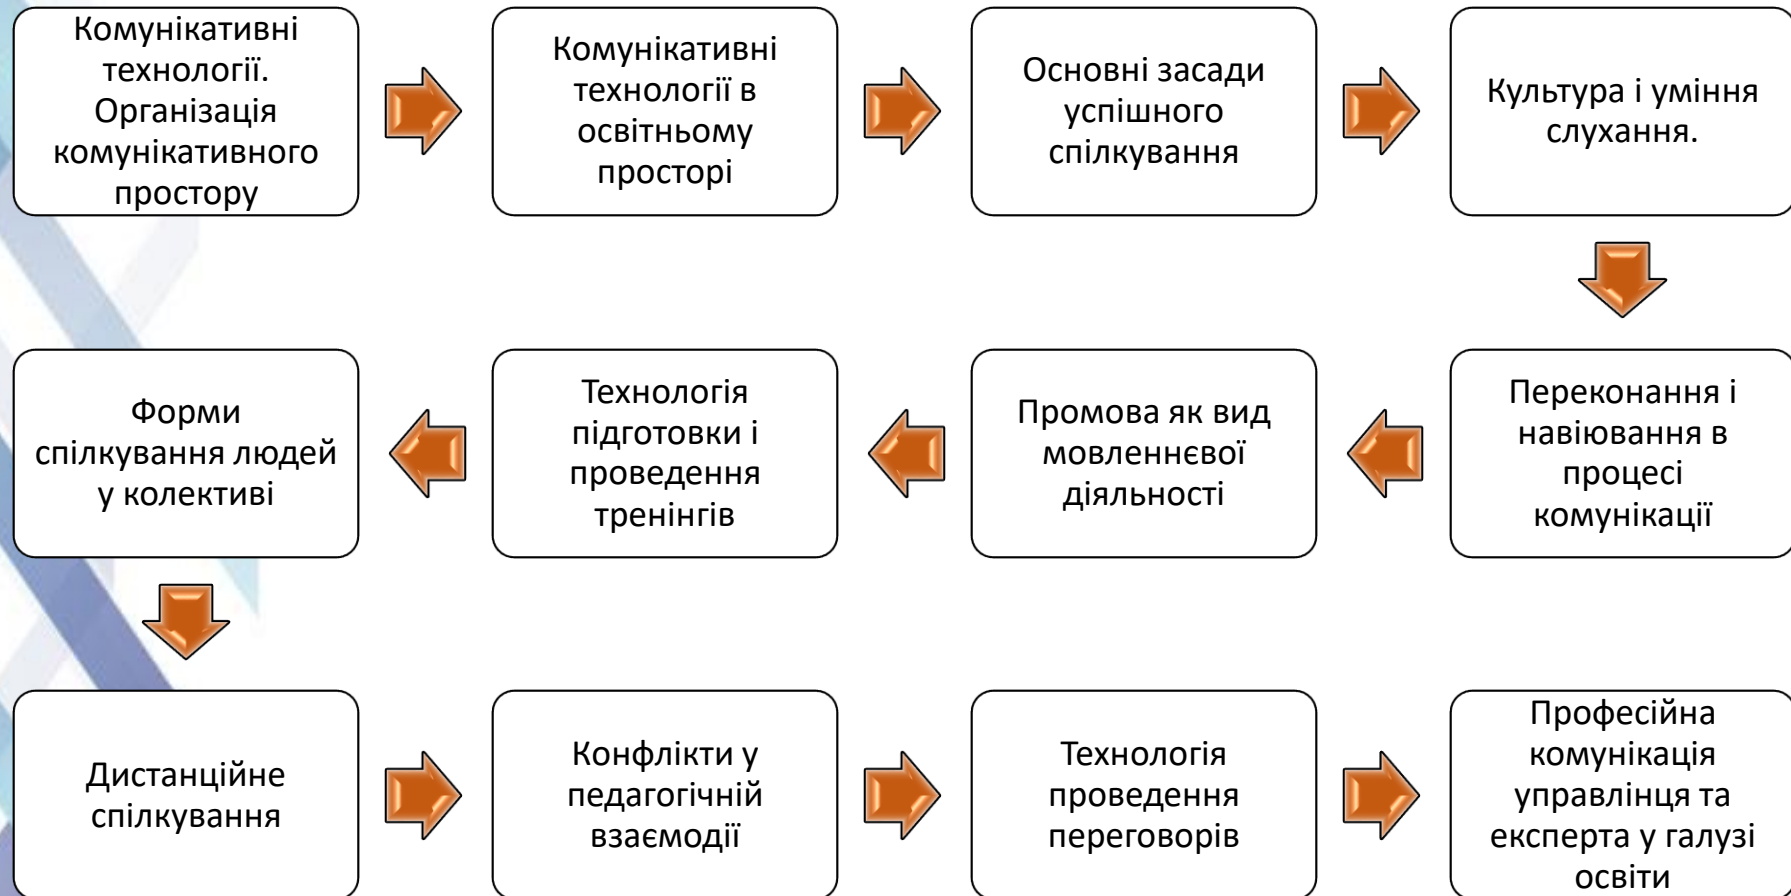 Комунікативні
технології.
Організація
комунікативного
простору
Комунікативні
технології в
освітньому
просторі
Основні засади
успішного
спілкування
Культура і уміння
слухання.
Переконання і
навіювання в
процесі
комунікації
Промова як вид
мовленнєвої
діяльності
Технологія
підготовки і
проведення
тренінгів
Форми
спілкування людей
у колективі
Дистанційне
спілкування
Конфлікти у
педагогічній
взаємодії
Технологія
проведення
переговорів
Професійна
комунікація
управлінця та
експерта у галузі
освіти